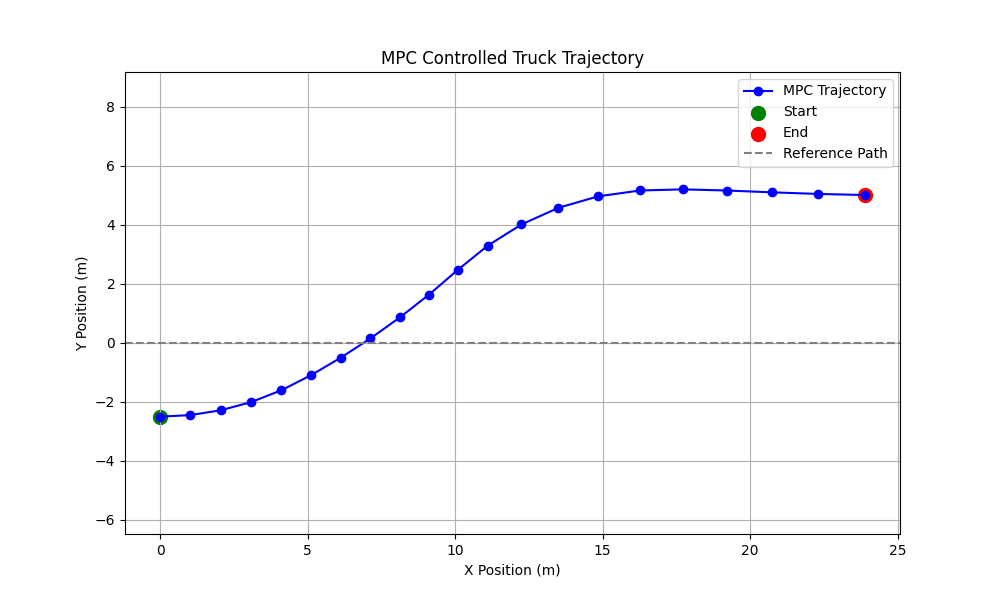 MPC Controlled Truck Trajectory
MPC Trajectory
Start
End
Reference Path
Y Position (m)
8
6
4
2
0
−2
−4
−6
0 5 10 15 20 25
X Position (m)